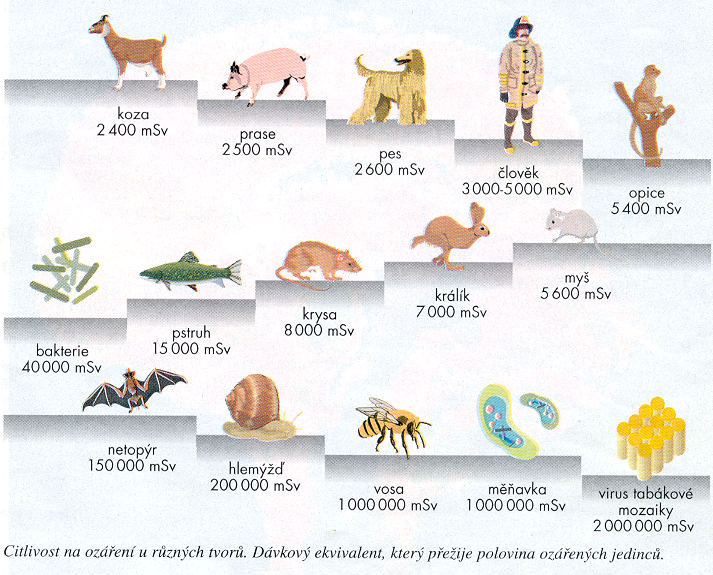 koza
2 400 mSv
prase
2 500 mSv
pes
2 600 mSv
člověk
3 000-5 000 mSv
opice
5 400 mSv
myš
5 600 mSv
králík
7 000 mSv
krysa
8 000 mSv
pstruh
15 000 mSv
bakterie
40 000 mSv
netopýr
150 000 mSv
hlemýžď
200 000 mSv
vosa
1 000 000 mSv
měňavka
1 000 000 mSv
virus tabákové
mozaiky
2 000 000 mSv
Citlivost na ozáření u různých tvorů. Dávkový ekvivalent, který přežije polovina ozářených jedinců.